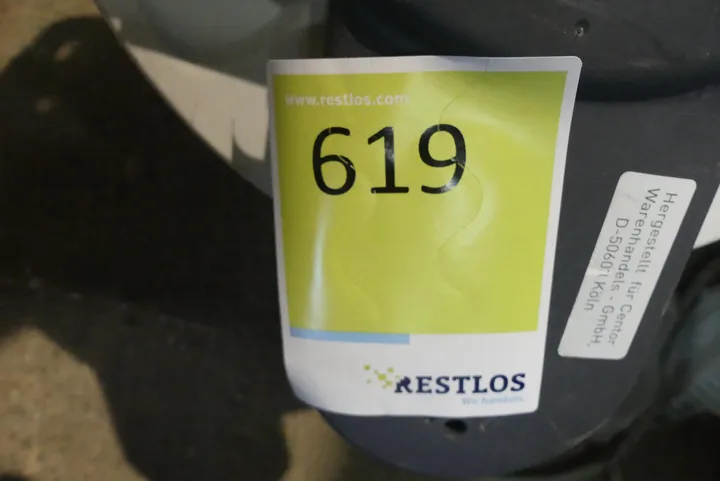 www.restlos.com
619
RESTLOS
Wir handeln.
Hergestellt für Centor
Warenhandels - GmbH,
D-50601 Köln